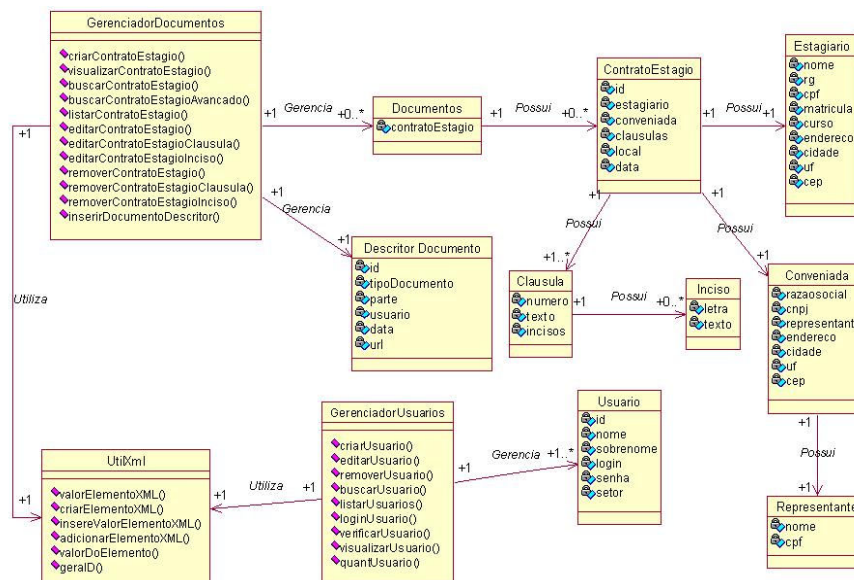 GerenciadorDocumentos
criarContratoEstagio()
visualizarContratoEstagio()
buscarContratoEstagio()
buscarContratoEstagioAvancado()
listarContratoEstagio()
editarContratoEstagio()
editarContratoEstagioClausula()
editarContratoEstagioInciso()
removerContratoEstagio()
removerContratoEstagioClausula()
removerContratoEstagioInciso()
inserirDocumentoDescritor()
+1
Gerencia
+0..*
Documentos
contratoEstagio
+1
Possui
+0..*
ContratoEstagio
id
estagiario
conveniada
clausulas
local
data
+1
Possui
+1
Estagiario
nome
rg
cpf
matricula
curso
endereco
cidade
uf
cep
+1
+1
Gerencia
+1
Descritor Documento
id
tipoDocumento
parte
usuario
data
url
+1
Possui
+1..*
Clausula
numero
texto
incisos
+1
Possui
+0..*
Inciso
letra
texto
+1
Possui
+1
Conveniada
razaosocial
cnpj
representant
endereco
cidade
uf
cep
+1
Possui
+1
Representante
nome
cpf
Utiliza
+1
UtilXml
valorElementoXML()
criarElementoXML()
insereValorElementoXML()
adicionarElementoXML()
valorDoElemento()
geraID()
+1
Utiliza
+1
GerenciadorUsuarios
criarUsuario()
editarUsuario()
removerUsuario()
buscarUsuario()
listarUsuarios()
loginUsuario()
verificarUsuario()
visualizarUsuario()
quantUsuario()
+1
Gerencia
+1..*
Usuario
id
nome
sobrenome
login
senha
setor